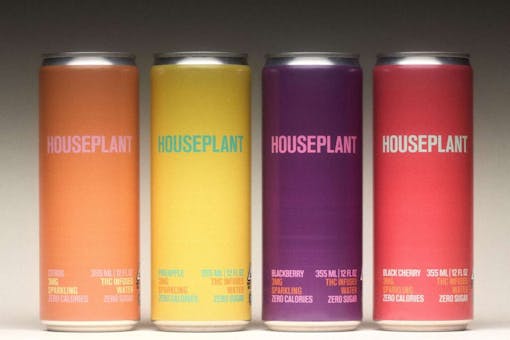 HOUSEPLANT
CITRUS 355 ML | 12 FL OZ
3MG THC INFUSED
SPARKLING WATER
ZERO CALORIES ZERO SUGAR
HOUSEPLANT
PINEAPPLE 355 ML | 12 FL OZ
3MG THC INFUSED
SPARKLING WATER
ZERO CALORIES ZERO SUGAR
HOUSEPLANT
BLACKBERRY 355 ML | 12 FL OZ
3MG THC INFUSED
SPARKLING WATER
ZERO CALORIES ZERO SUGAR
HOUSEPLANT
BLACK CHERRY 355 ML | 12 FL OZ
3MG THC INFUSED
SPARKLING WATER
ZERO CALORIES ZERO SUGAR